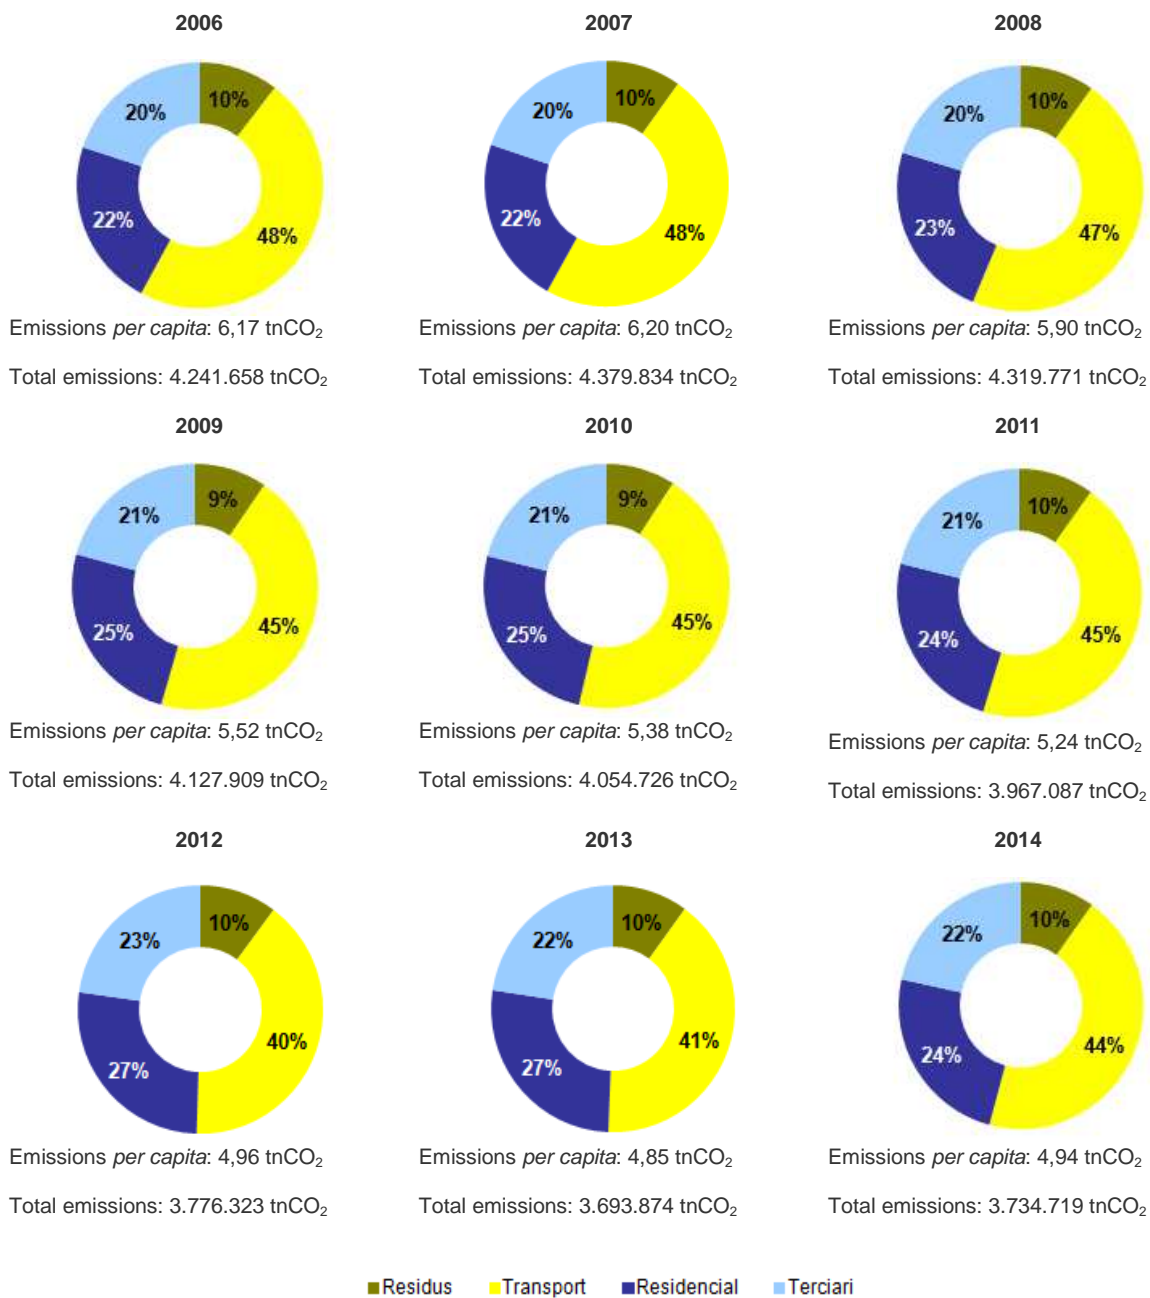 2006 2007 2008
10% 48% 22% 20%
10% 48% 22% 20%
10% 47% 23% 20%
Emissions per capita: 6,17 tnCO₂
Total emissions: 4.241.658 tnCO₂
Emissions per capita: 6,20 tnCO₂
Total emissions: 4.379.834 tnCO₂
Emissions per capita: 5,90 tnCO₂
Total emissions: 4.319.771 tnCO₂
2009 2010 2011
9% 45% 25% 21%
9% 45% 25% 21%
10% 45% 24% 21%
Emissions per capita: 5,52 tnCO₂
Total emissions: 4.127.909 tnCO₂
Emissions per capita: 5,38 tnCO₂
Total emissions: 4.054.726 tnCO₂
Emissions per capita: 5,24 tnCO₂
Total emissions: 3.967.087 tnCO₂
2012 2013 2014
10% 40% 27% 23%
10% 41% 27% 22%
10% 44% 24% 22%
Emissions per capita: 4,96 tnCO₂
Total emissions: 3.776.323 tnCO₂
Emissions per capita: 4,85 tnCO₂
Total emissions: 3.693.874 tnCO₂
Emissions per capita: 4,94 tnCO₂
Total emissions: 3.734.719 tnCO₂
Residus Transport Residencial Terciari